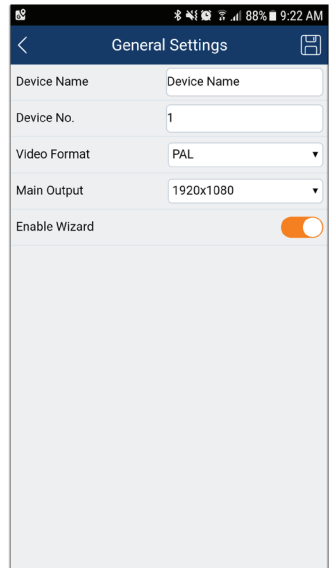 88% 9:22 AM
General Settings
Device Name Device Name
Device No. 1
Video Format PAL
Main Output 1920x1080
Enable Wizard